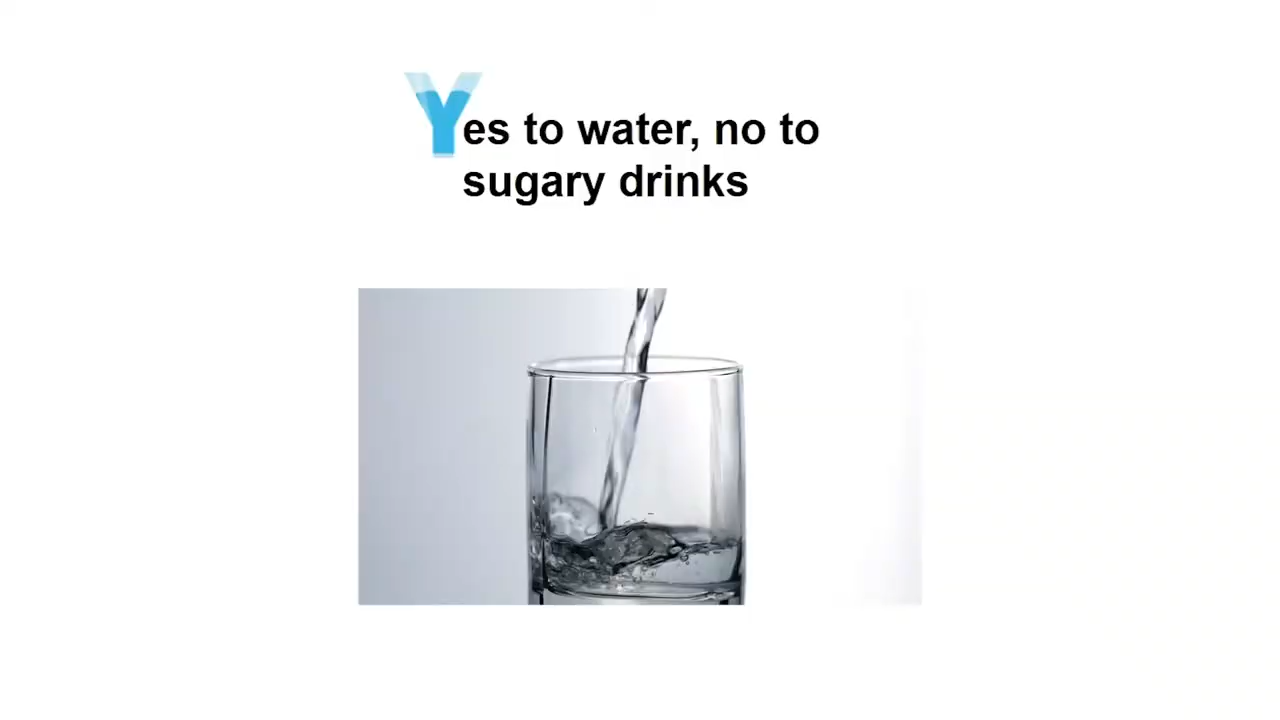 Yes to water, no to
sugary drinks